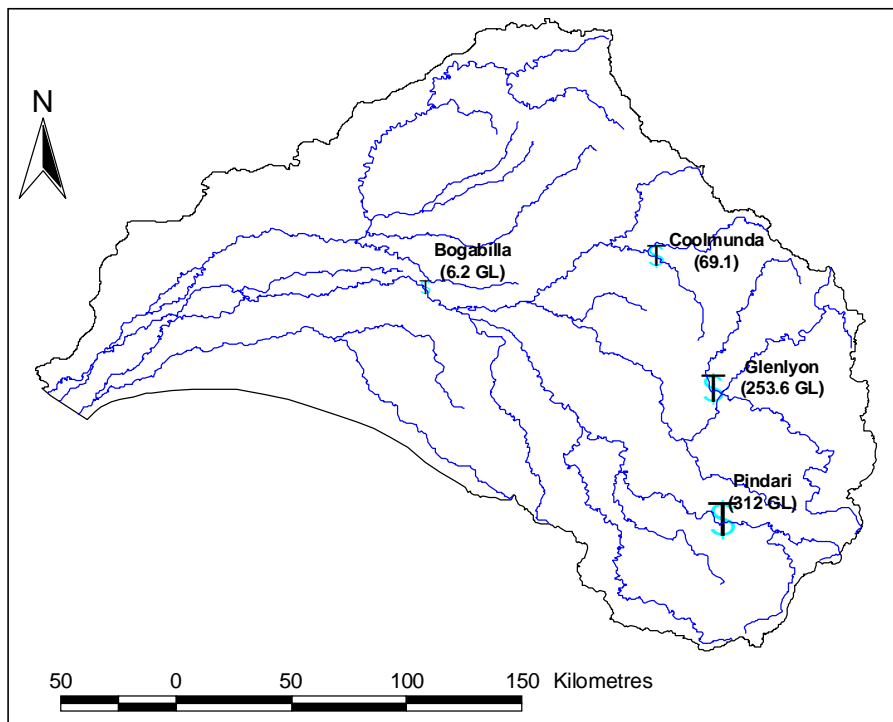 N
Bogabilla
(6.2 GL)
Coolmunda
(69.1)
Glenlyon
(253.6 GL)
Pindari
(312 GL)
50 0 50 100 150 Kilometres